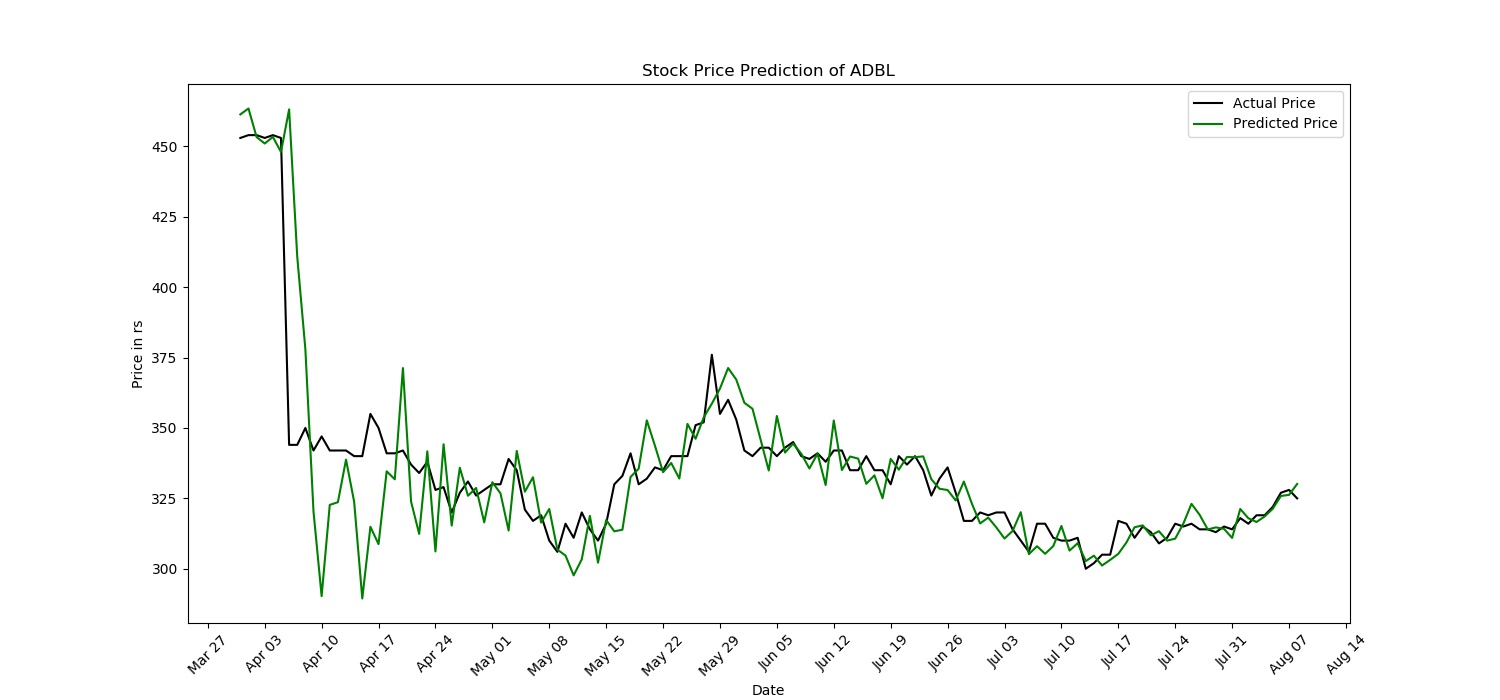 Stock Price Prediction of ADBL
Actual Price
Predicted Price
450
425
400
375
350
325
300
Price in rs
Mar 27
Apr 03
Apr 10
Apr 17
Apr 24
May 01
May 08
May 15
May 22
May 29
Jun 05
Jun 12
Jun 19
Jun 26
Jul 03
Jul 10
Jul 17
Jul 24
Jul 31
Aug 07
Aug 14
Date